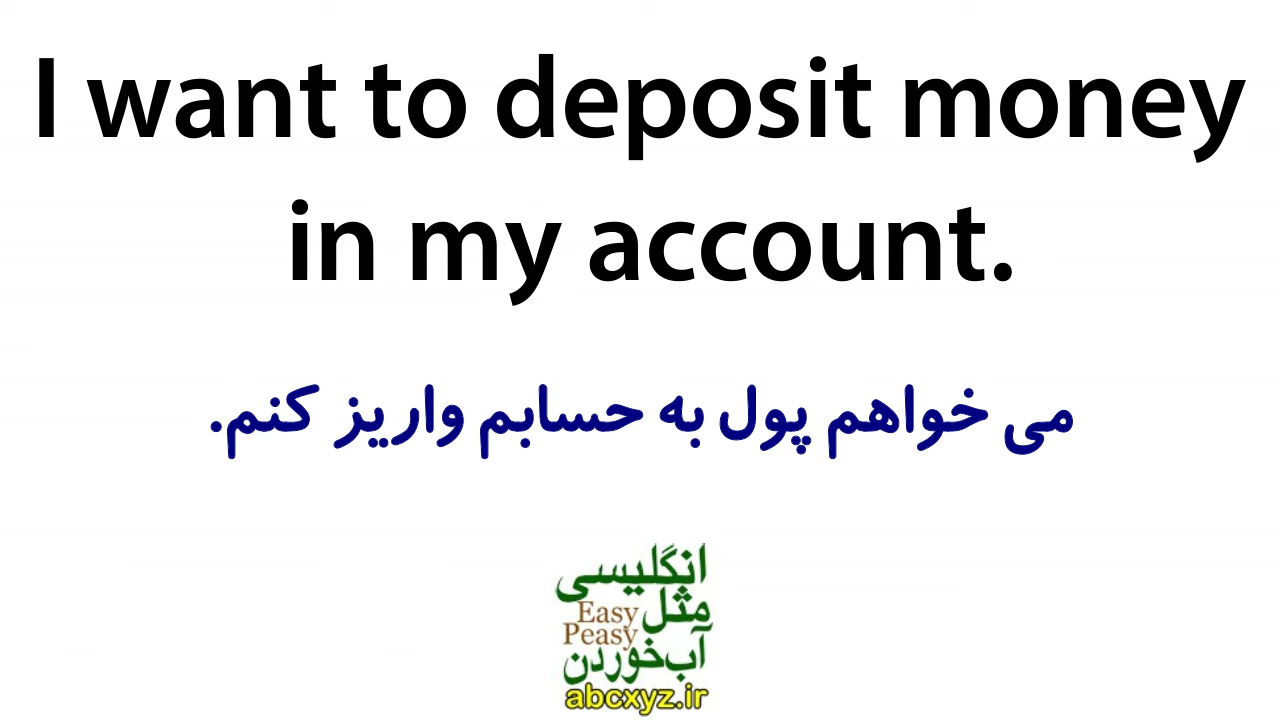 I want to deposit money
in my account.
می خواهم پول به حسابم واریز کنم.
انگلیسی
مثل
Easy
Peasy
آب خوردن
abcxyz.ir